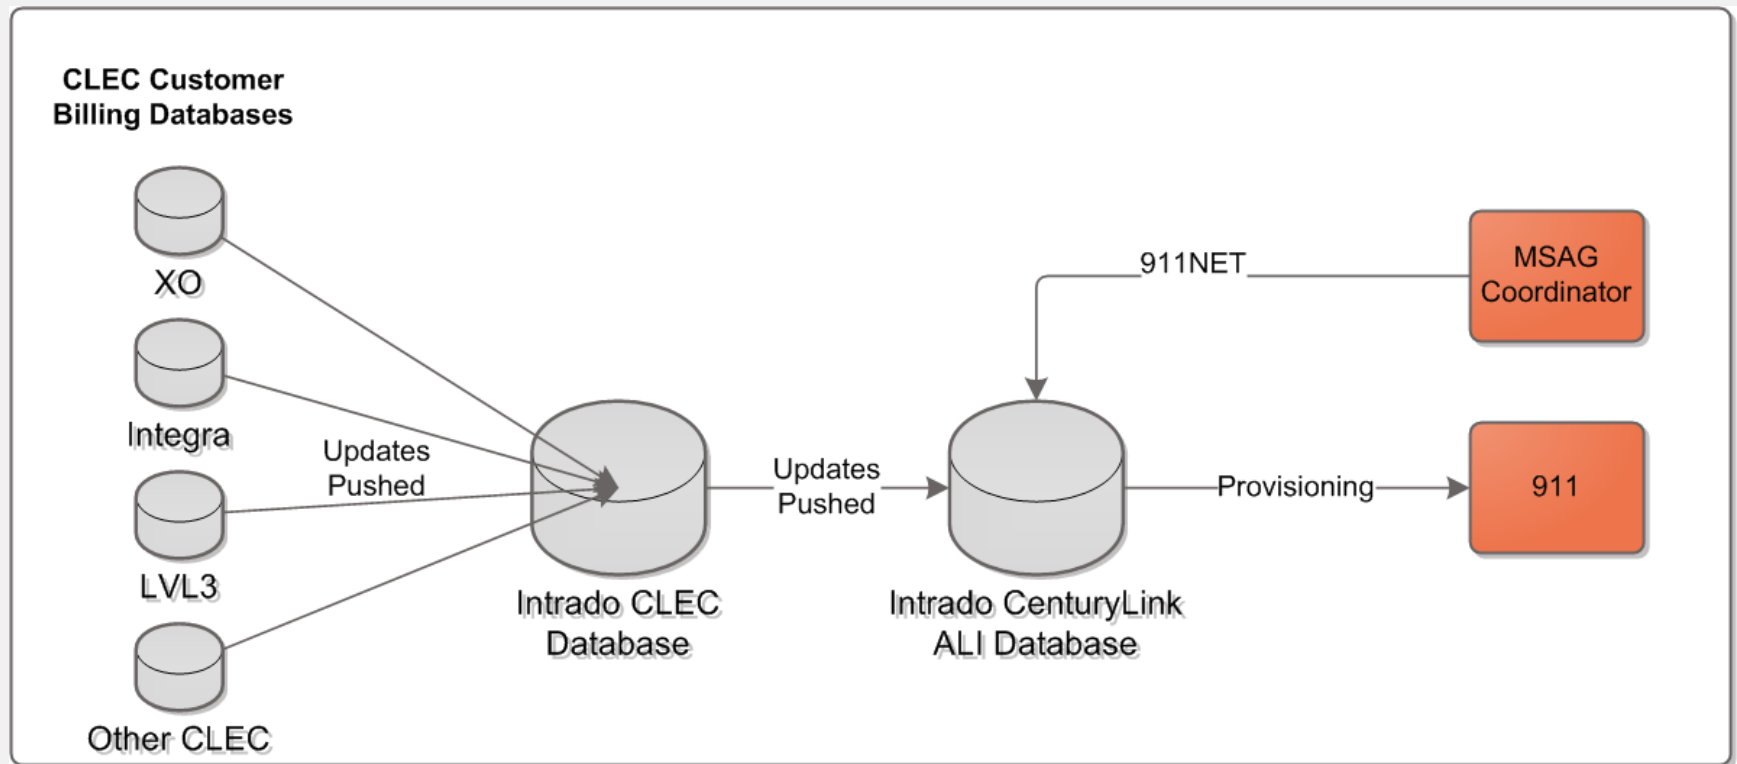 CLEC Customer
Billing Databases
XO
Integra
LVL3
Other CLEC
Updates
Pushed
Intrado CLEC
Database
Updates
Pushed
Intrado CenturyLink
ALI Database
911NET
MSAG
Coordinator
Provisioning
911